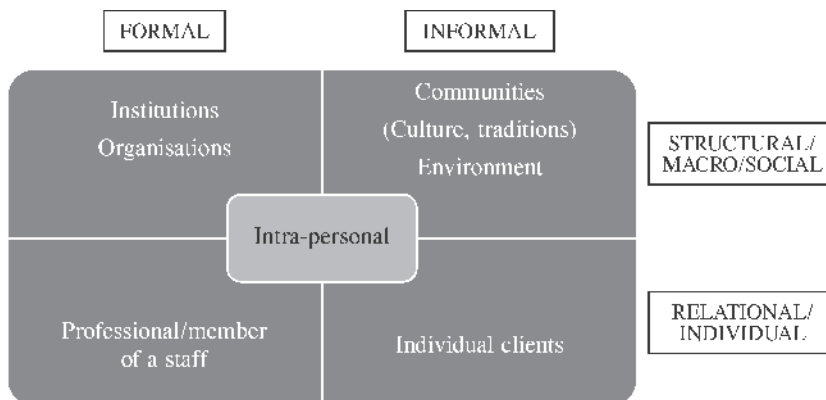 FORMAL
INFORMAL
Institutions
Organisations
Communities
(Culture, traditions)
Environment
STRUCTURAL/
MACRO/SOCIAL
Intra-personal
Professional/member
of a staff
Individual clients
RELATIONAL/
INDIVIDUAL